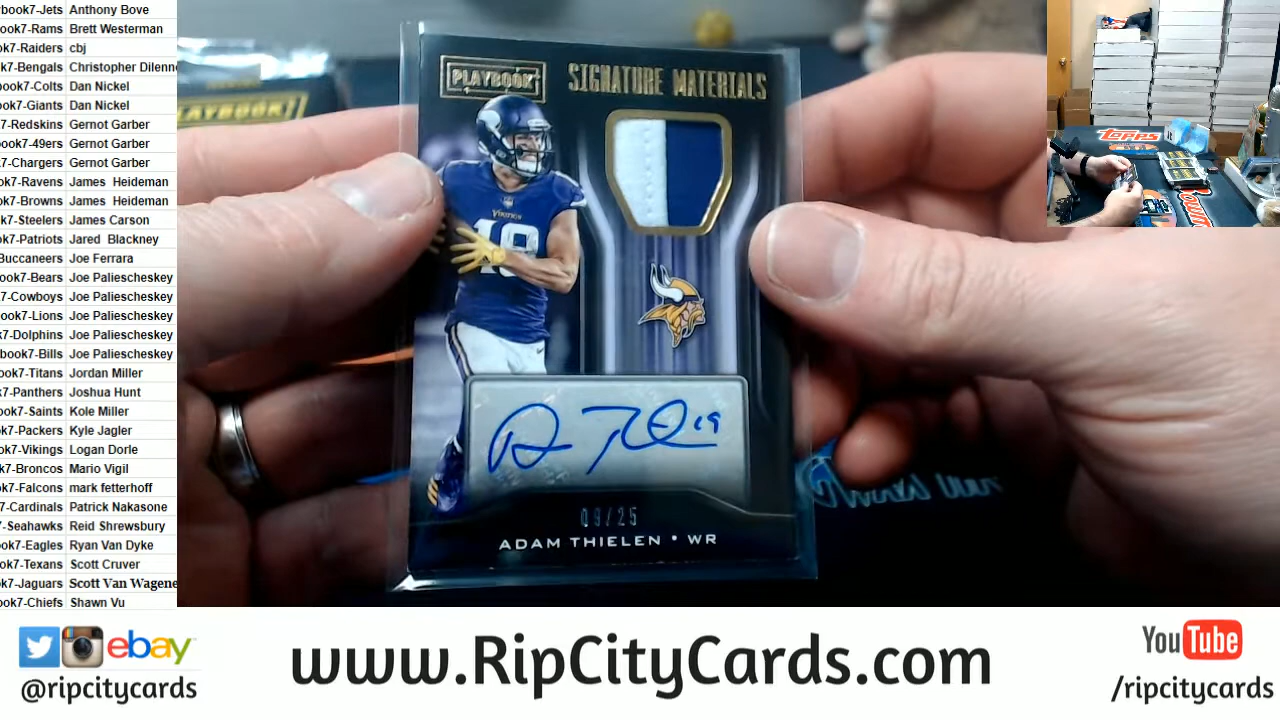 book7-Jets Anthony Bove
ook7-Rams Brett Westerman
k7-Raiders cbj
k7-Bengals Christopher Dilenn
ook7-Colts Dan Nickel
ook7-Giants Dan Nickel
7-Redskins Gernot Garber
ook7-49ers Gernot Garber
k7-Chargers Gernot Garber
ok7-Ravens James Heideman
ok7-Browns James Heideman
k7-Steelers James Carson
k7-Patriots Jared Blackney
Buccaneers Joe Ferrara
ook7-Bears Joe Paliescheskey
7-Cowboys Joe Paliescheskey
ook7-Lions Joe Paliescheskey
7-Dolphins Joe Paliescheskey
book7-Bills Joe Paliescheskey
ook7-Titans Jordan Miller
7-Panthers Joshua Hunt
ok7-Saints Kole Miller
k7-Packers Kyle Jagler
k7-Vikings Logan Dorle
k7-Broncos Mario Vigil
k7-Falcons mark fetterhoff
7-Cardinals Patrick Nakasone
7-Seahawks Reid Shrewsbury
ok7-Eagles Ryan Van Dyke
ok7-Texans Scott Cruver
k7-Jaguars Scott Van Wagene
ook7-Chiefs Shawn Vu
PLAYBOOK
PLAYBOOK SIGNATURE MATERIALS
VIKINGS
19
19
09/25
ADAM THIELEN • WR
Topps
ebay
@ripcitycards
www.RipCityCards.com
YouTube
/ripcitycards